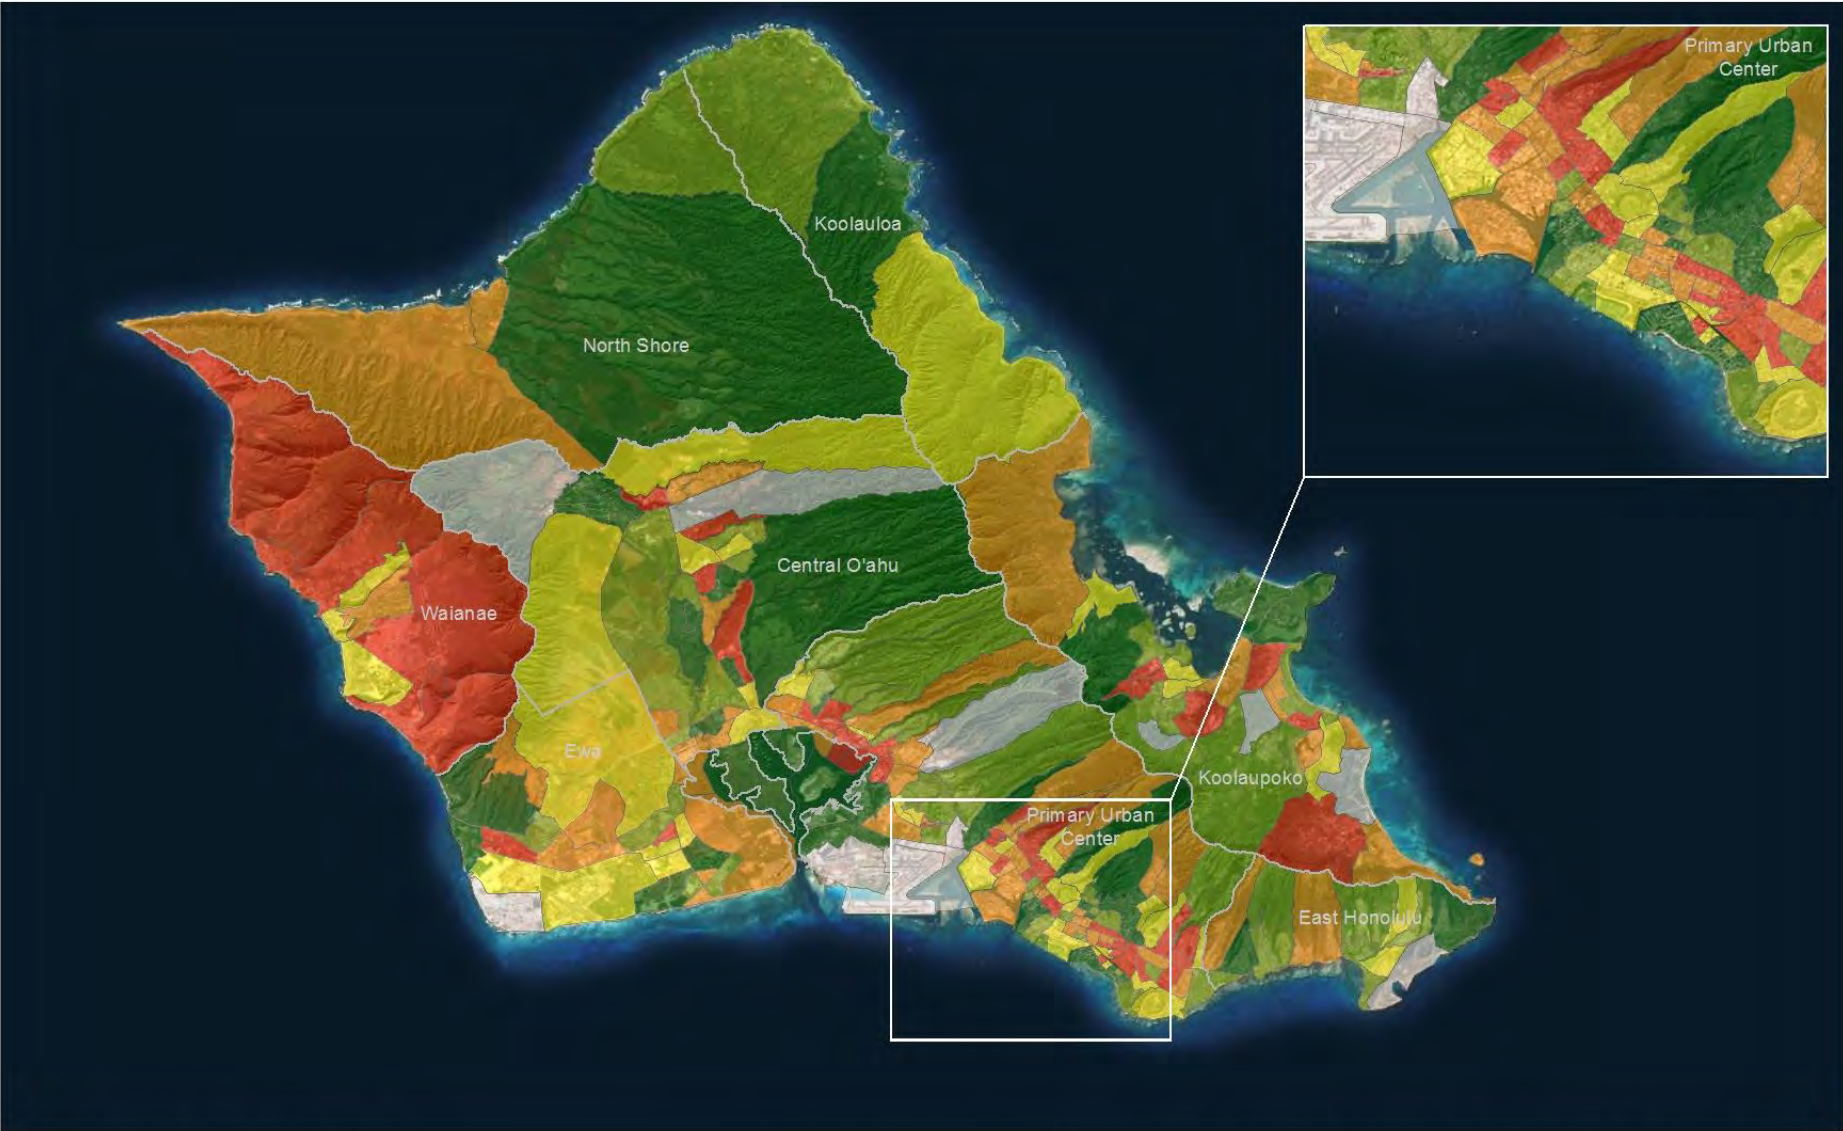 Primary Urban
Center
Koolauloa
North Shore
Central O'ahu
Waianae
Ewa
Koolaupoko
Primary Urban
Center
East Honolulu